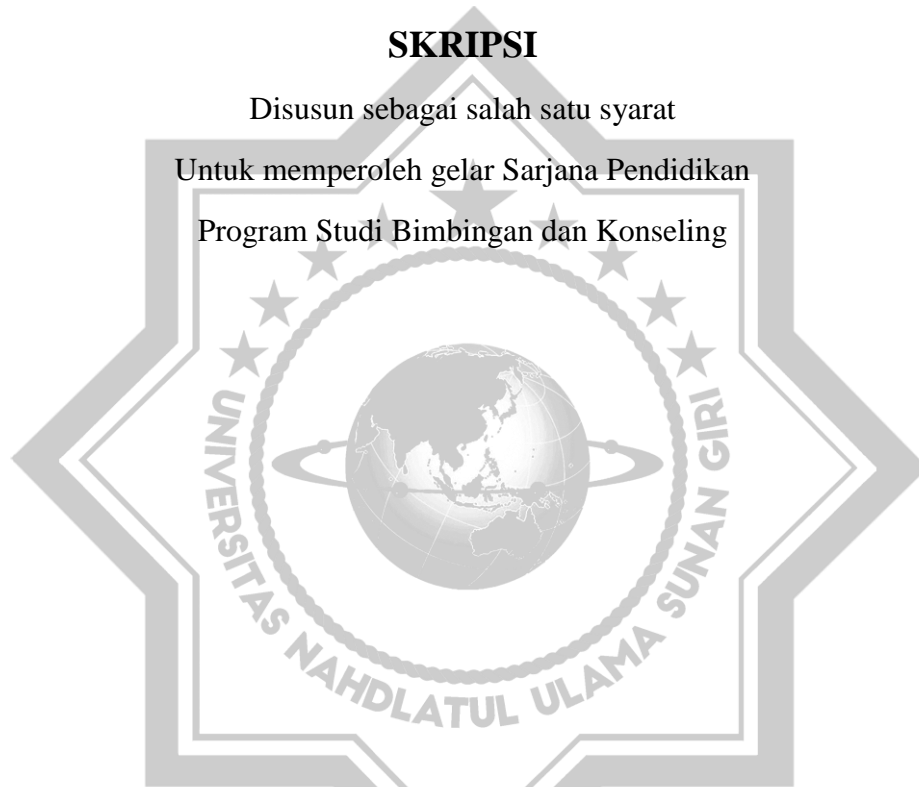 SKRIPSI
Disusun sebagai salah satu syarat
Untuk memperoleh gelar Sarjana Pendidikan
Program Studi Bimbingan dan Konseling
UNIVERSITAS NAHDLATUL ULAMA SUNAN GIRI